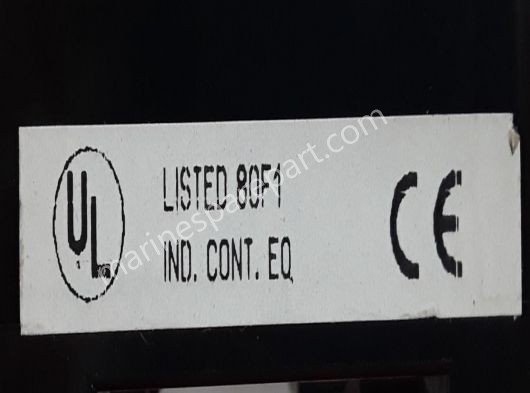 UL
LISTED 80F1
IND. CONT. EQ
CE
marinesparepart.com